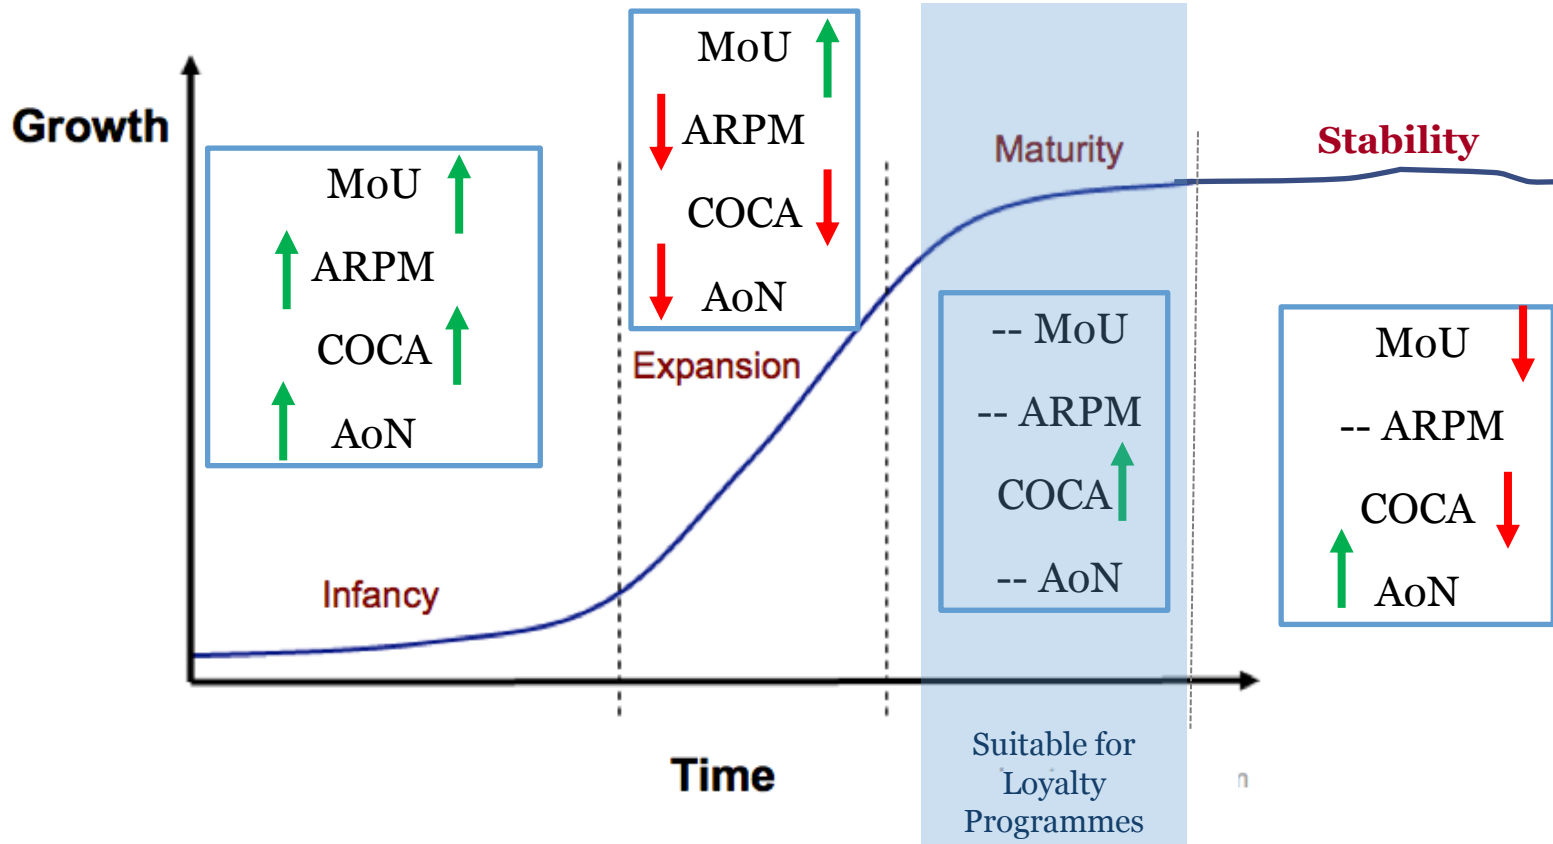 Growth
MoU
ARPM
COCA
AoN
Infancy
MoU
ARPM
COCA
AoN
Expansion
Maturity
-- MoU
-- ARPM
COCA
-- AoN
Stability
MoU
-- ARPM
COCA
AoN
Time
Suitable for
Loyalty
Programmes